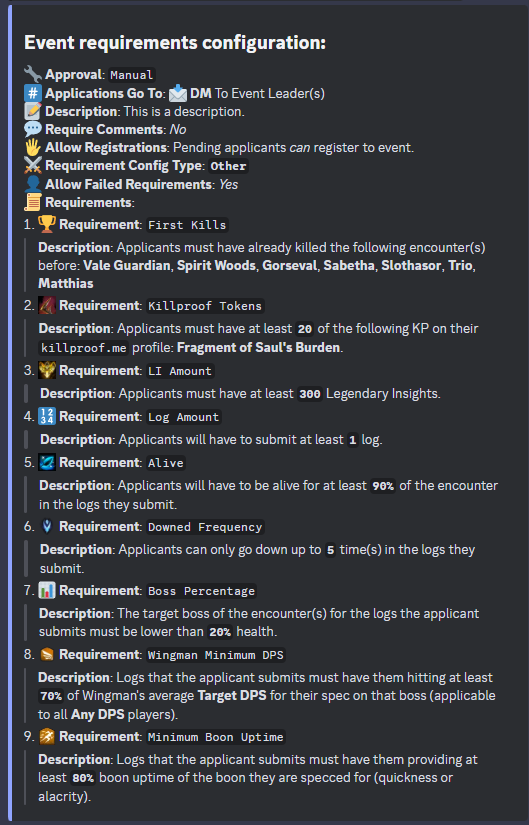 Event requirements configuration:
Approval: Manual
Applications Go To: DM To Event Leader(s)
Description: This is a description.
Require Comments: No
Allow Registrations: Pending applicants can register to event.
Requirement Config Type: Other
Allow Failed Requirements: Yes
Requirements:
1. Requirement: First Kills
Description: Applicants must have already killed the following encounter(s)
before: Vale Guardian, Spirit Woods, Gorseval, Sabetha, Slothasor, Trio,
Matthias
2. Requirement: Killproof Tokens
Description: Applicants must have at least 20 of the following KP on their
killproof.me profile: Fragment of Saul's Burden.
3. Requirement: LI Amount
Description: Applicants must have at least 300 Legendary Insights.
4. Requirement: Log Amount
Description: Applicants will have to submit at least 1 log.
5. Requirement: Alive
Description: Applicants will have to be alive for at least 90% of the encounter
in the logs they submit.
6. Requirement: Downed Frequency
Description: Applicants can only go down up to 5 time(s) in the logs they
submit.
7. Requirement: Boss Percentage
Description: The target boss of the encounter(s) for the logs the applicant
submits must be lower than 20% health.
8. Requirement: Wingman Minimum DPS
Description: Logs that the applicant submits must have them hitting at least
70% of Wingman's average Target DPS for their spec on that boss (applicable
to all Any DPS players).
9. Requirement: Minimum Boon Uptime
Description: Logs that the applicant submits must have them providing at
least 80% boon uptime of the boon they are specced for (quickness or
alacrity).